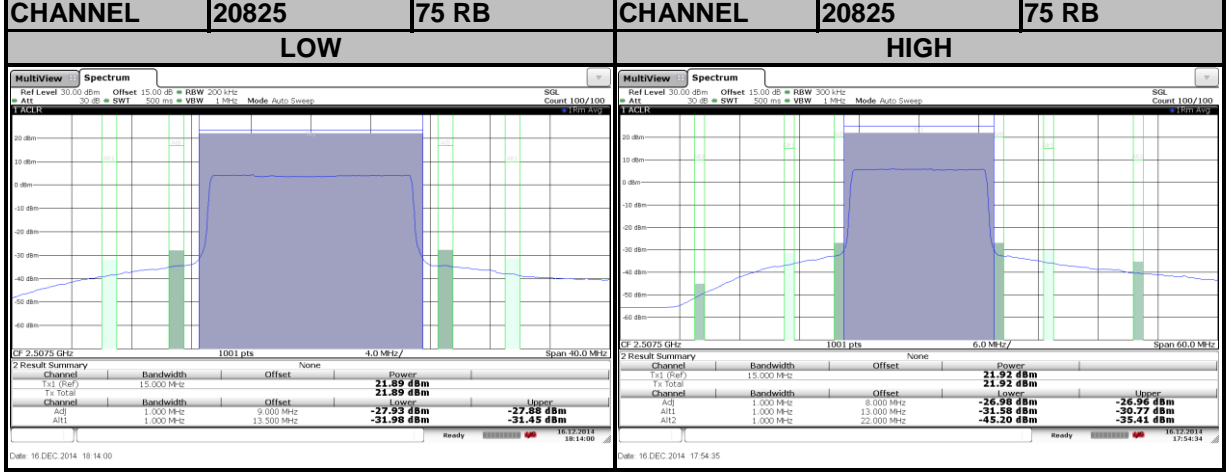 CHANNEL 20825 75 RB
LOW
MultiView Spectrum
Ref Level 30.00 dBm Offset 15.00 dB RBW 200 kHz SGL
Att 30 dB SWT 500 ms VBW 1 MHz Mode Auto Sweep Count 100/100
1 ACLR 1Rm Avg
20 dBm
10 dBm
0 dBm
-10 dBm
-20 dBm
-30 dBm
-40 dBm
-50 dBm
-60 dBm
CF 2.5075 GHz 1001 pts 4.0 MHz/ Span 40.0 MHz
2 Result Summary None
Channel Bandwidth Offset Power
Tx1 (Ref) 15.000 MHz 21.89 dBm
Tx Total 21.89 dBm
Channel Bandwidth Offset Lower Upper
Adj 1.000 MHz 9.000 MHz -27.93 dBm -27.88 dBm
Alt1 1.000 MHz 13.500 MHz -31.98 dBm -31.45 dBm
Ready 16.12.2014
18:14:00
Date: 16.DEC.2014 18:14:00
CHANNEL 20825 75 RB
HIGH
MultiView Spectrum
Ref Level 30.00 dBm Offset 15.00 dB RBW 300 kHz SGL
Att 30 dB SWT 500 ms VBW 1 MHz Mode Auto Sweep Count 100/100
1 ACLR 1Rm Avg
20 dBm
10 dBm
0 dBm
-10 dBm
-20 dBm
-30 dBm
-40 dBm
-50 dBm
-60 dBm
CF 2.5075 GHz 1001 pts 6.0 MHz/ Span 60.0 MHz
2 Result Summary None
Channel Bandwidth Offset Power
Tx1 (Ref) 15.000 MHz 21.92 dBm
Tx Total 21.92 dBm
Channel Bandwidth Offset Lower Upper
Adj 1.000 MHz 8.000 MHz -26.98 dBm -26.96 dBm
Alt1 1.000 MHz 13.000 MHz -31.58 dBm -30.77 dBm
Alt2 1.000 MHz 22.000 MHz -45.20 dBm -35.41 dBm
Ready 16.12.2014
17:54:34
Date: 16.DEC.2014 17:54:35